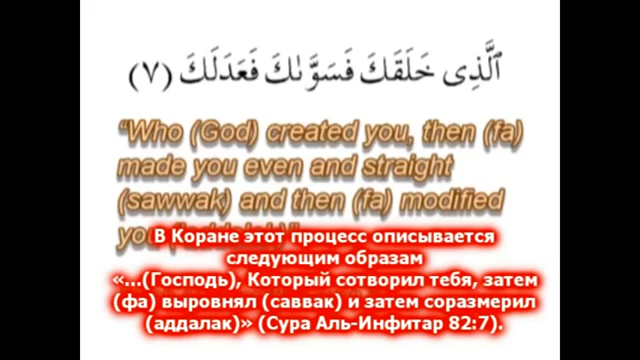 ٱلَّذِى خَلَقَكَ فَسَوَّىٰكَ فَعَدَلَكَ (٧)
"Who (God) created you, then (fa)
made you even and straight
(sawwak) and then (fa) modified
you
В Коране этот процесс описывается
следующим образам
«...(Господь), Который сотворил тебя, затем
(фа) выровнял (саввак) и затем соразмерил
(аддалак)» (Сура Аль-Инфитар 82:7).